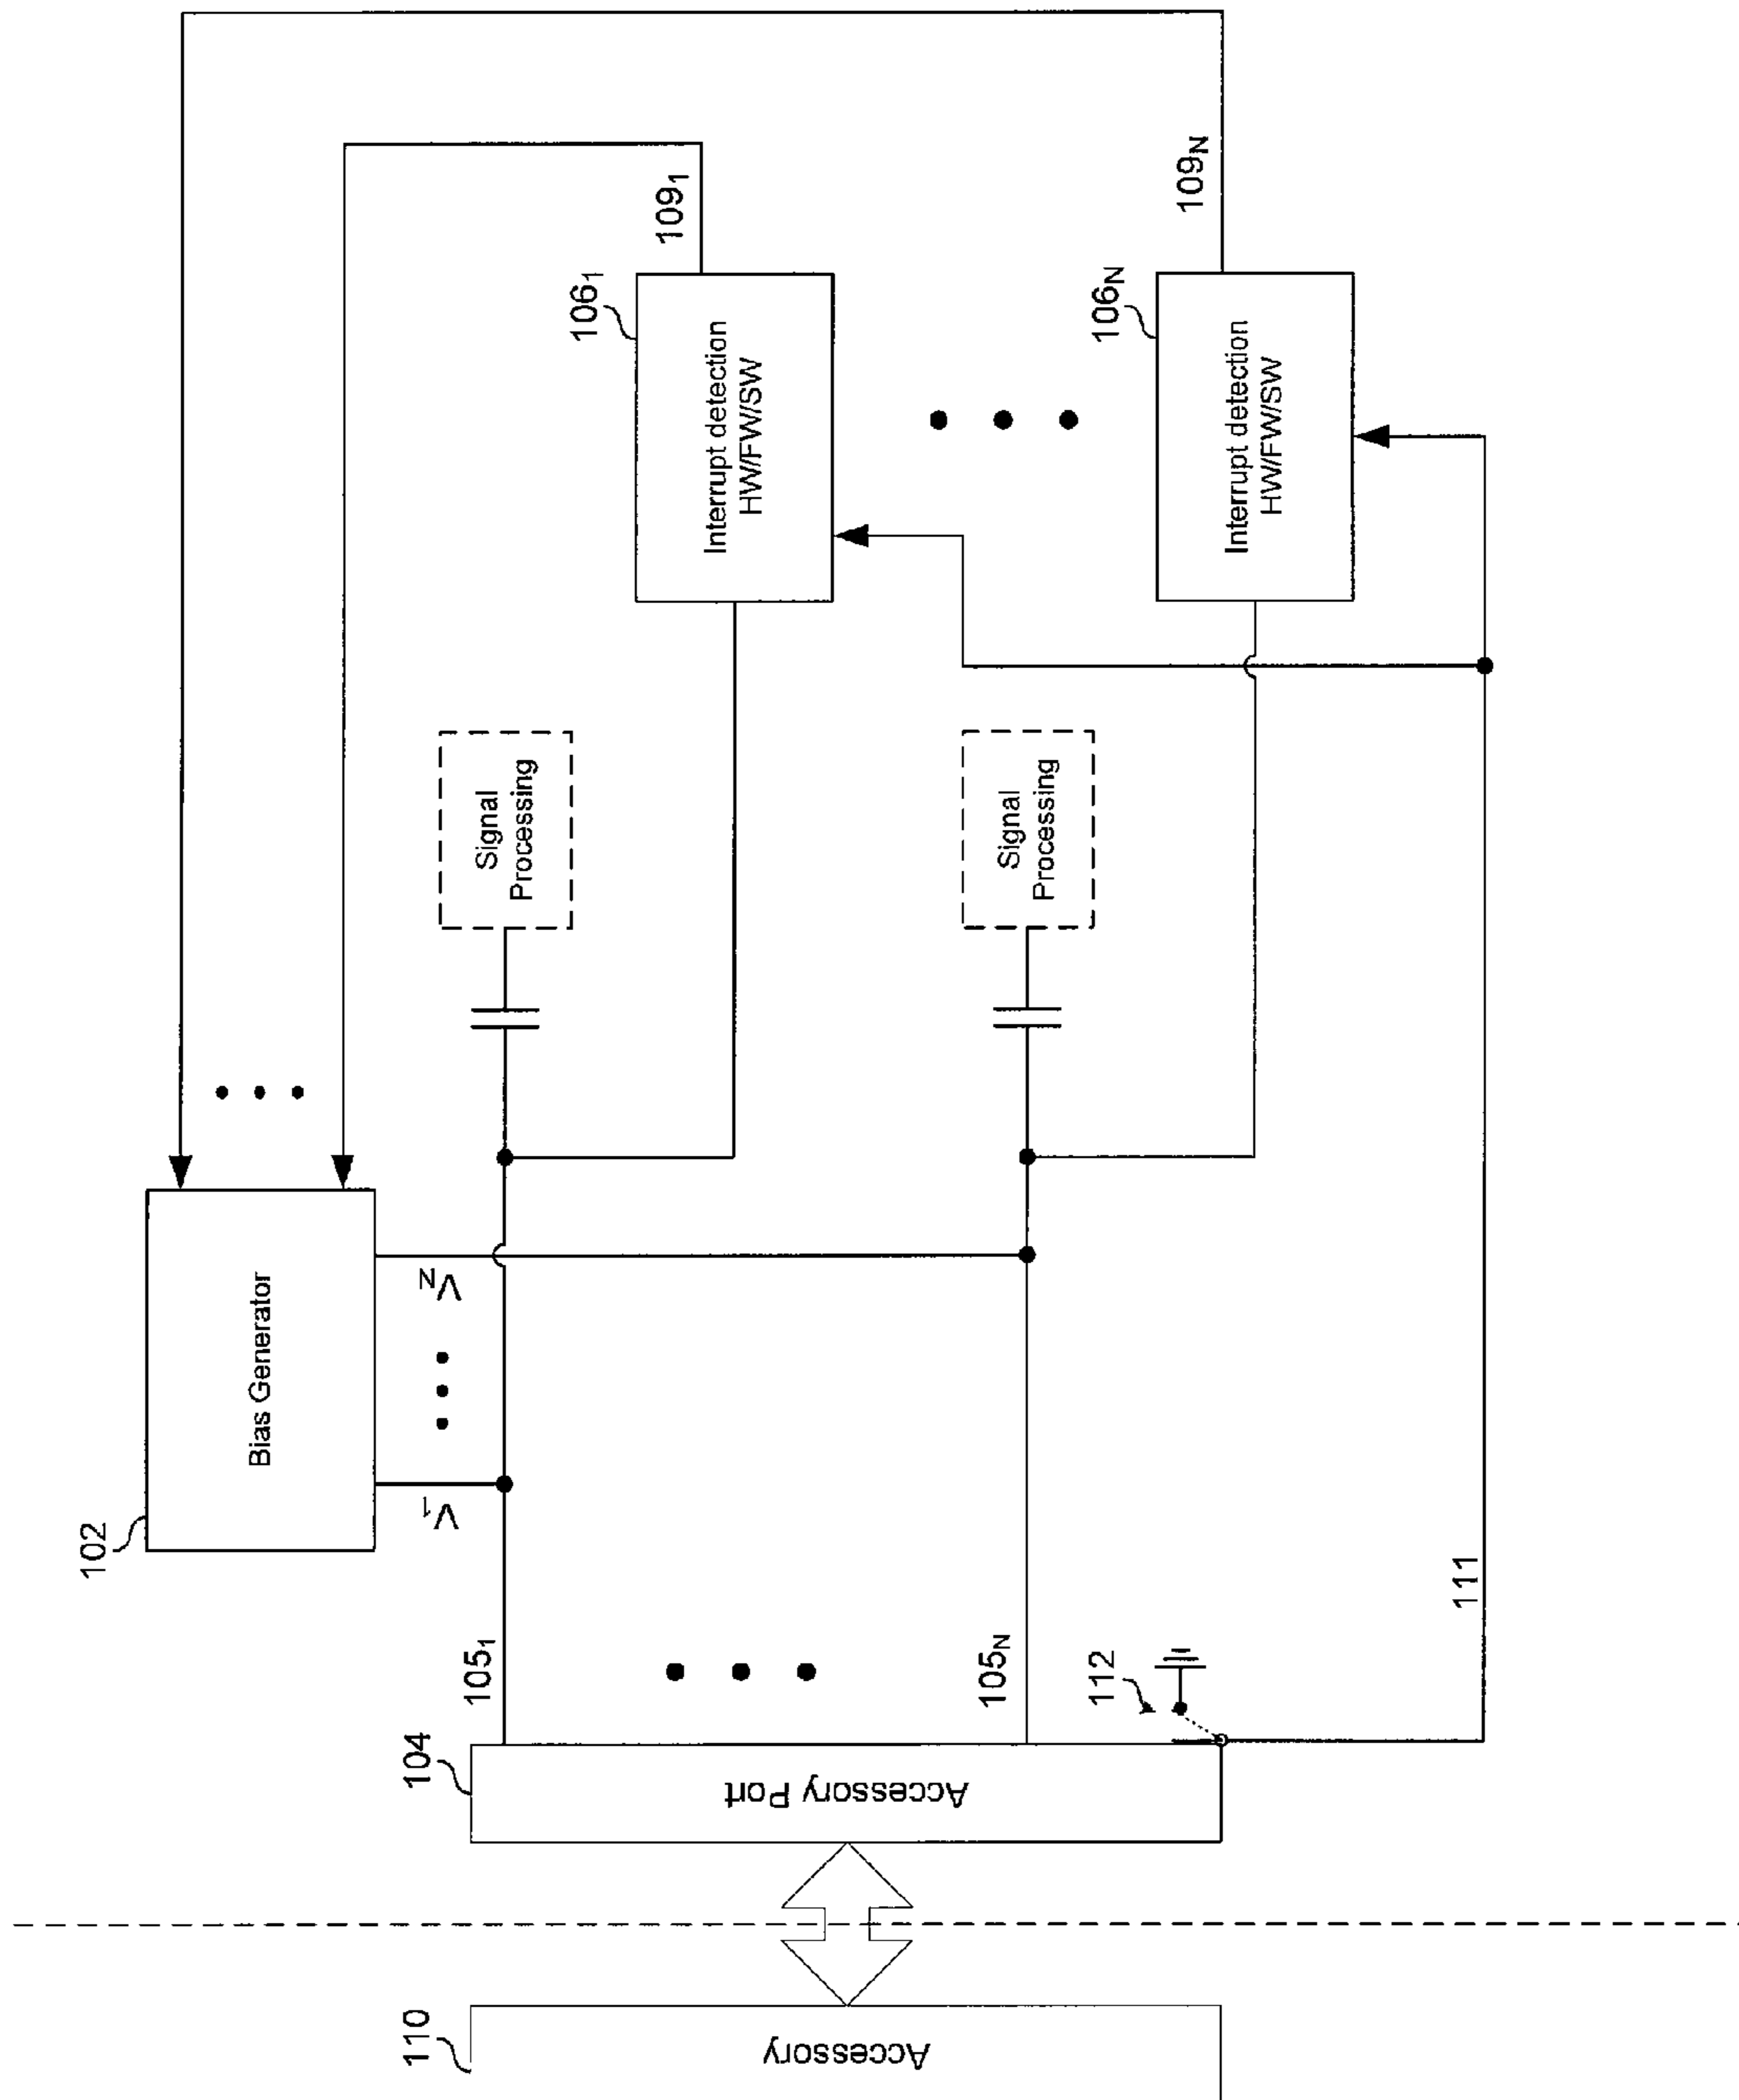 102
Bias Generator
V1
VN
1051
105N
104
Accessory Port
110
Accessory
112
111
Signal
Processing
Signal
Processing
1061
Interrupt detection
HW/FW/SW
1091
106N
Interrupt detection
HW/FW/SW
109N